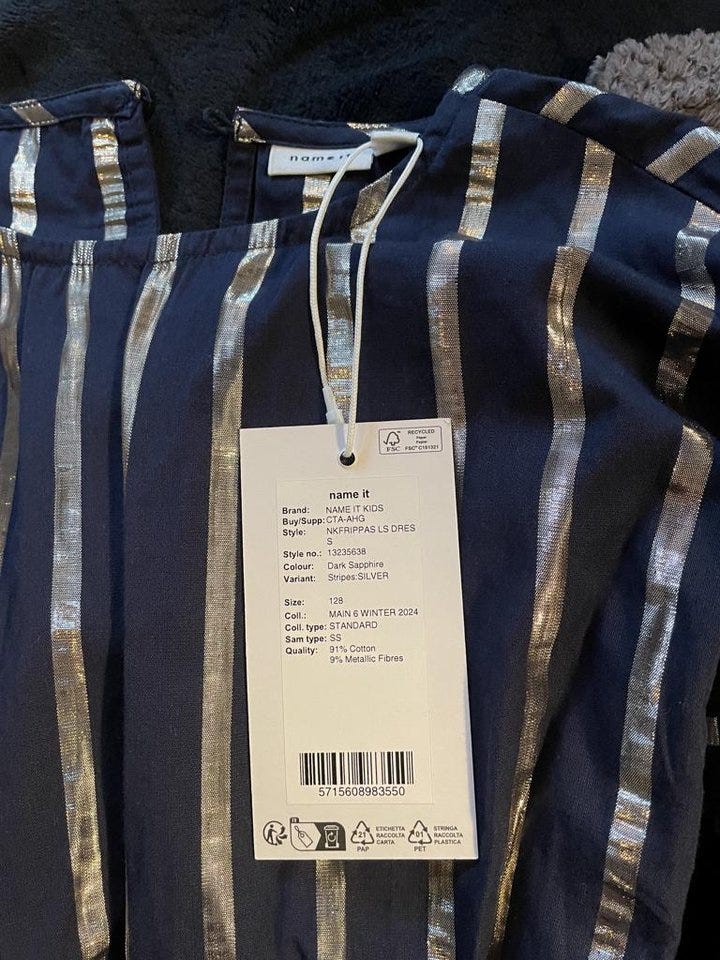 name it
RECYCLED
Paper
Papier
FSC
FSC® C191321
name it
Brand: NAME IT KIDS
Buy/Supp: CTA-AHG
Style: NKFRIPPAS LS DRES
S
Style no.: 13235638
Colour: Dark Sapphire
Variant: Stripes:SILVER
Size: 128
Coll.: MAIN 6 WINTER 2024
Coll. type: STANDARD
Sam type: SS
Quality: 91% Cotton
9% Metallic Fibres
5715608983550
IT
21
PAP
ETICHETTA
RACCOLTA
CARTA
01
PET
STRINGA
RACCOLTA
PLASTICA